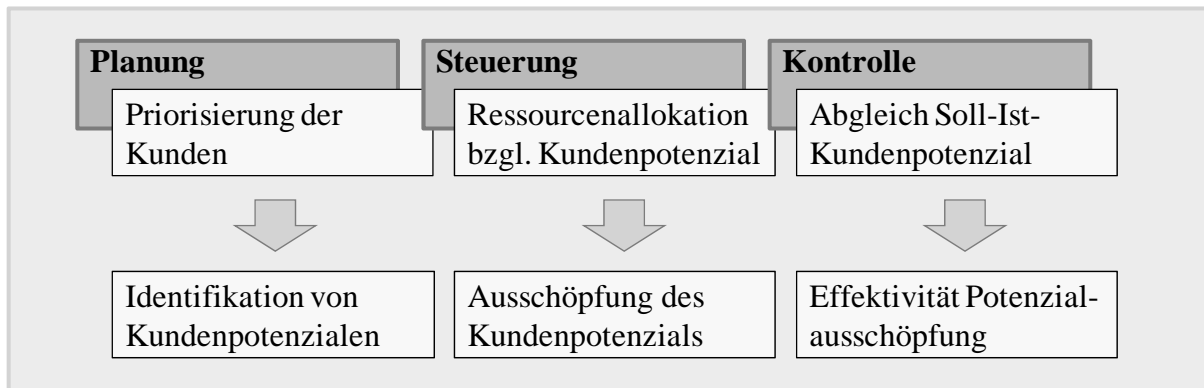 Planung
Priorisierung der
Kunden
Identifikation von
Kundenpotenzialen
Steuerung
Ressourcenallokation
bzgl. Kundenpotenzial
Ausschöpfung des
Kundenpotenzials
Kontrolle
Abgleich Soll-Ist-
Kundenpotenzial
Effektivität Potenzial-
ausschöpfung